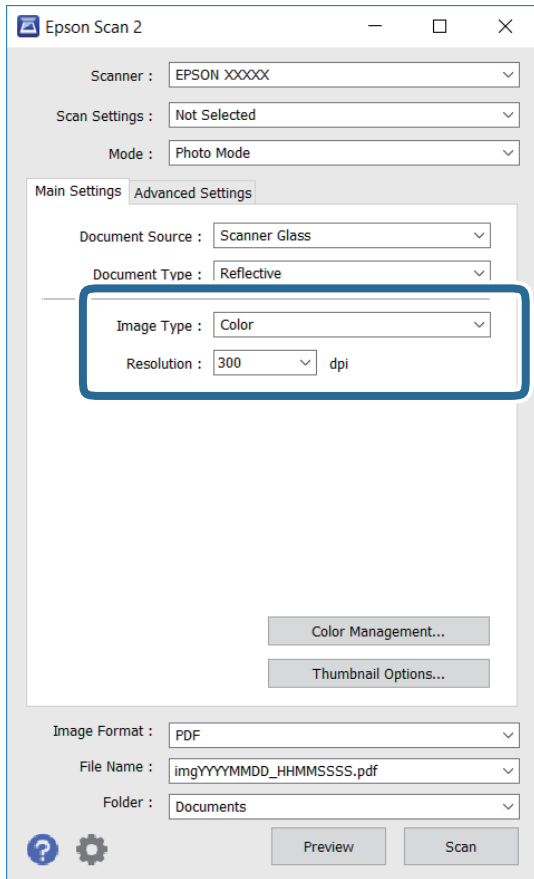 Epson Scan 2
Scanner : EPSON XXXXX
Scan Settings : Not Selected
Mode : Photo Mode
Main Settings Advanced Settings
Document Source : Scanner Glass
Document Type : Reflective
Image Type : Color
Resolution : 300 dpi
Color Management...
Thumbnail Options...
Image Format : PDF
File Name : imgYYYYMMDD_HHMMSSSS.pdf
Folder : Documents
? Preview Scan